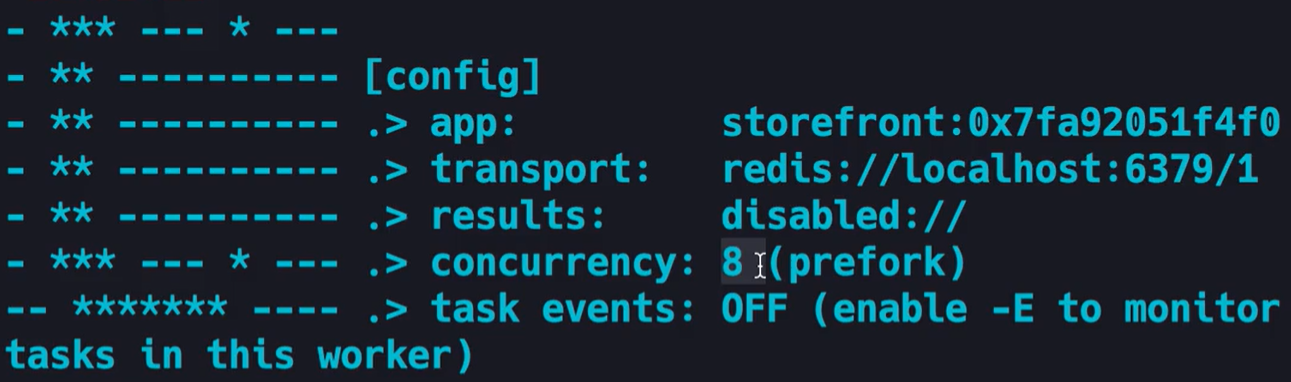 - *** --- * ---
- ** ---------- [config]
- ** ---------- .> app:         storefront:0x7fa92051f4f0
- ** ---------- .> transport:   redis://localhost:6379/1
- ** ---------- .> results:     disabled://
- *** --- * --- .> concurrency: 8 (prefork)
-- ******* ---- .> task events: OFF (enable -E to monitor
tasks in this worker)